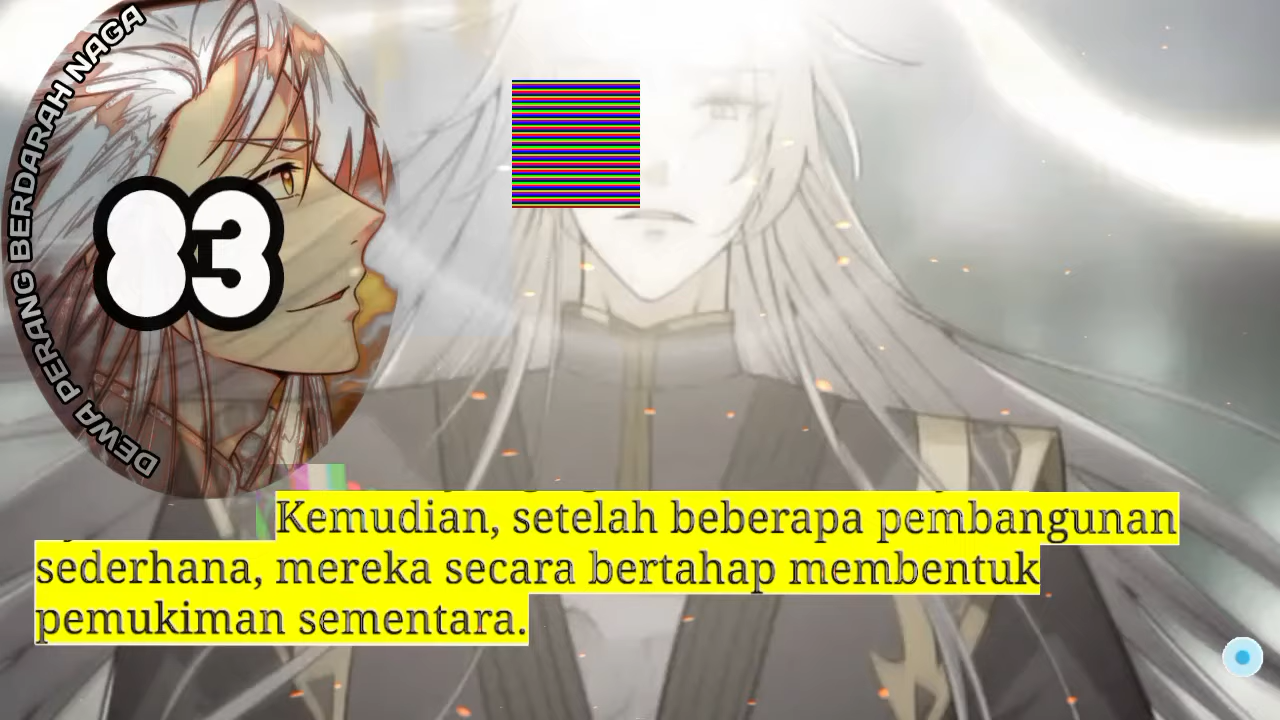 DEWA PERANG BERDARAH NAGA
83
Kemudian, setelah beberapa pembangunan
sederhana, mereka secara bertahap membentuk
pemukiman sementara.